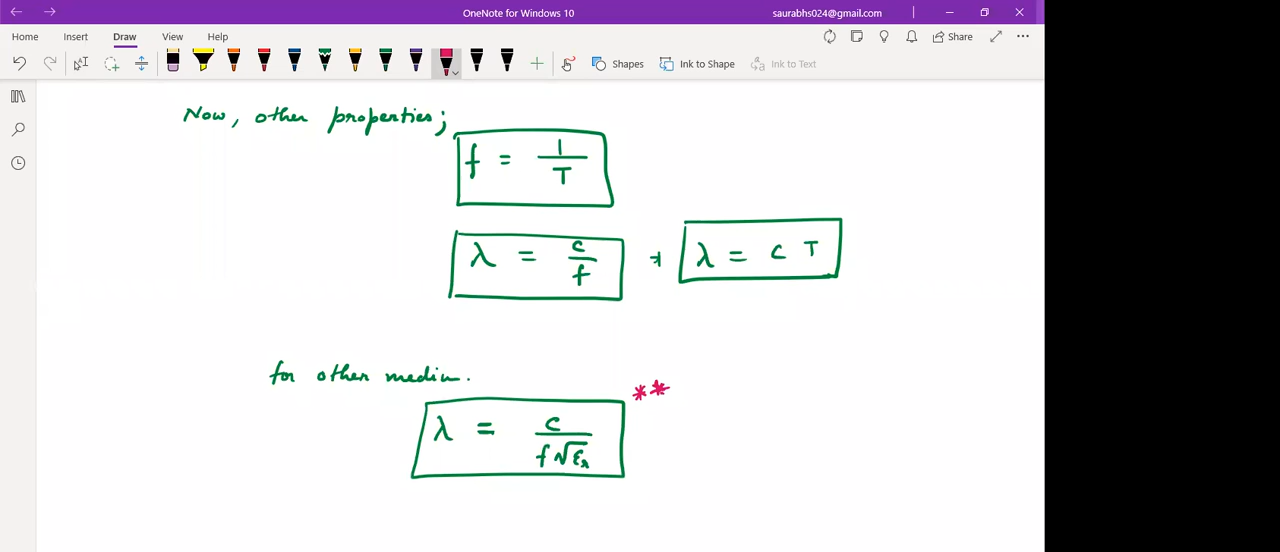 OneNote for Windows 10
saurabhs024@gmail.com
Home Insert Draw View Help
Share
Shapes Ink to Shape Ink to Text
Now, other properties;
f = 1/T
λ = c/f + λ = c T
for other medium.
**
λ = c/(f√εr)